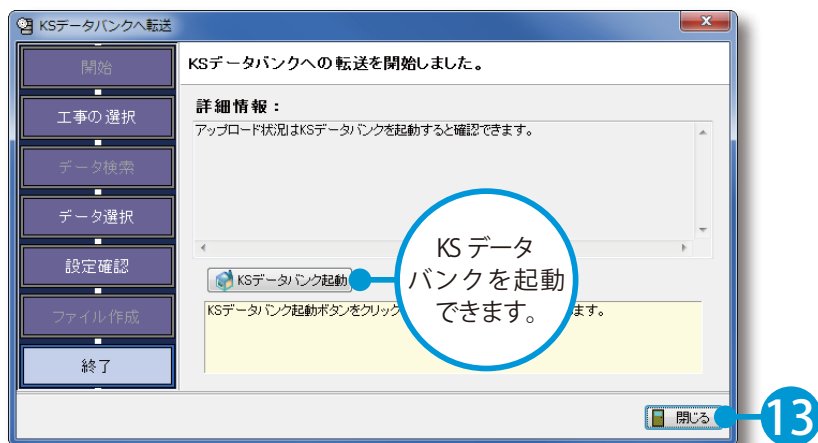 KSデータバンクへ転送
開始
工事の選択
データ検索
データ選択
設定確認
ファイル作成
終了
KSデータバンクへの転送を開始しました。
詳細情報：
アップロード状況はKSデータバンクを起動すると確認できます。
KSデータバンク起動
KSデータ
バンクを起動
できます。
KSデータバンク起動ボタンをクリッ
ます。
閉じる
13